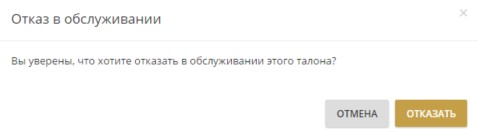 Отказ в обслуживании
Вы уверены, что хотите отказать в обслуживании этого талона?
ОТМЕНА ОТКАЗАТЬ